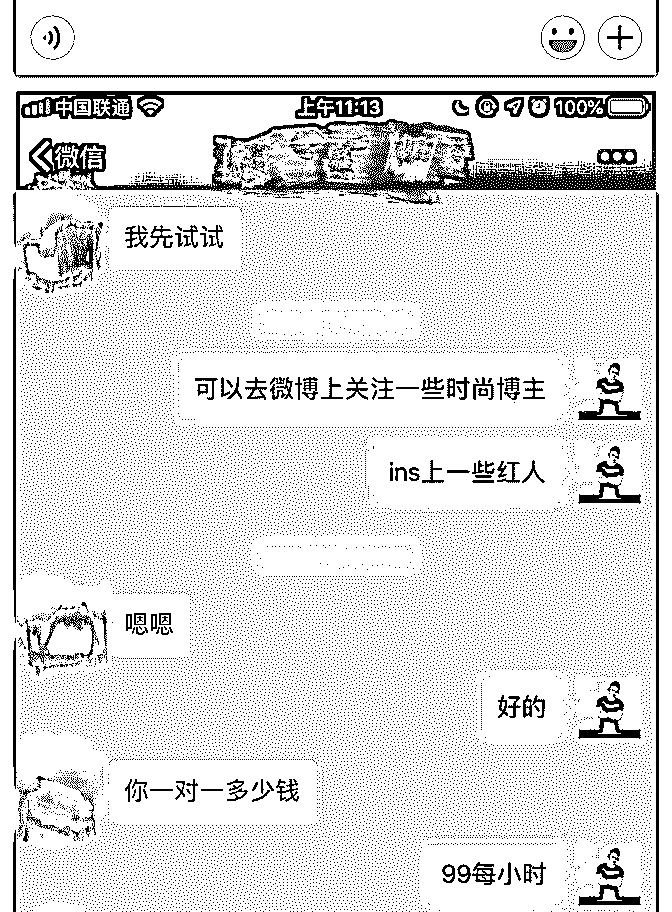 中国联通 上午11:13 100%
微信
我先试试
可以去微博上关注一些时尚博主
ins上一些红人
嗯嗯
好的
你一对一多少钱
99每小时